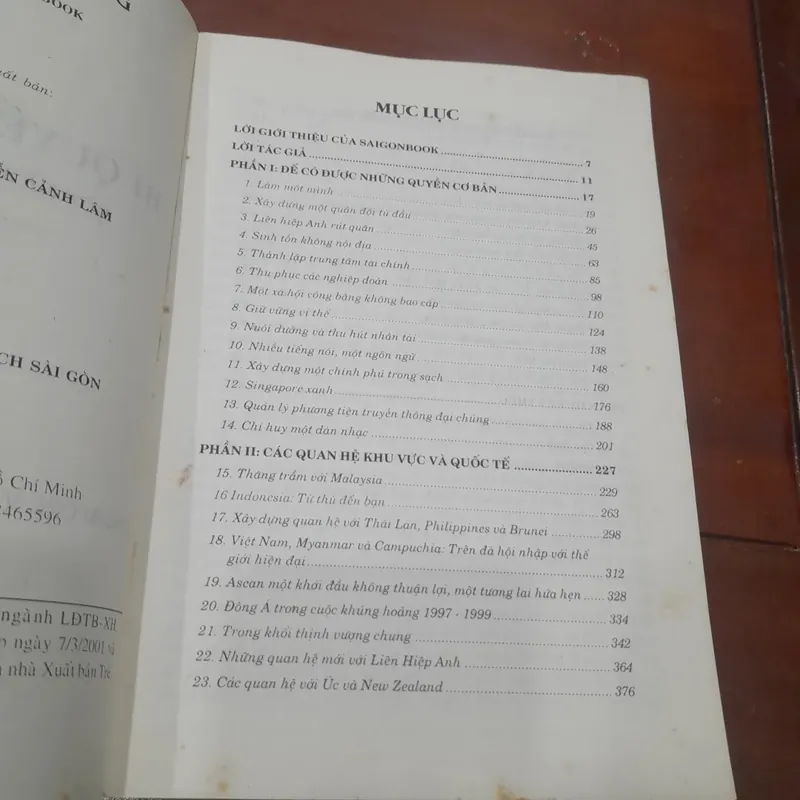 G
BOOK
xuất bản:
QUYỀ
ỄN CẢNH LÂM
CH SÀI GÒN
Chí Minh
8465596
ngành LĐTB-XH,
ngày 7/3/2001
nhà Xuất bản Trẻ
MỤC LỤC
LỜI GIỚI THIỆU CỦA SAIGONBOOK 7
LỜI TÁC GIẢ 11
PHẦN I: ĐỂ CÓ ĐƯỢC NHỮNG QUYỀN CƠ BẢN 17
1. Làm một mình 19
2. Xây dựng một quân đội từ đầu 26
3. Liên hiệp Anh rút quân 45
4. Sinh tồn không nội địa 63
5. Thành lập trung tâm tài chính 85
6. Thu phục các nghiệp đoàn 98
7. Một xã hội công bằng không bao cấp 110
8. Giữ vững vị thế 124
9. Nuôi dưỡng và thu hút nhân tài 138
10. Nhiều tiếng nói, một ngôn ngữ 148
11. Xây dựng một chính phủ trong sạch 160
12. Singapore xanh 176
13. Quản lý phương tiện truyền thông đại chúng 188
14. Chỉ huy một dàn nhạc 201
PHẦN II: CÁC QUAN HỆ KHU VỰC VÀ QUỐC TẾ 227
15. Thăng trầm với Malaysia 229
16 Indonesia: Từ thù đến bạn 263
17. Xây dựng quan hệ với Thái Lan, Philippines và Brunei 298
18. Việt Nam, Myanmar và Campuchia: Trên đà hội nhập với thế
giới hiện đại 312
19. Asean một khởi đầu không thuận lợi, một tương lai hứa hẹn 328
20. Đông Á trong cuộc khủng hoảng 1997 - 1999 334
21. Trong khối thịnh vượng chung 342
22. Những quan hệ mới với Liên Hiệp Anh 364
23. Các quan hệ với Úc và New Zealand 376